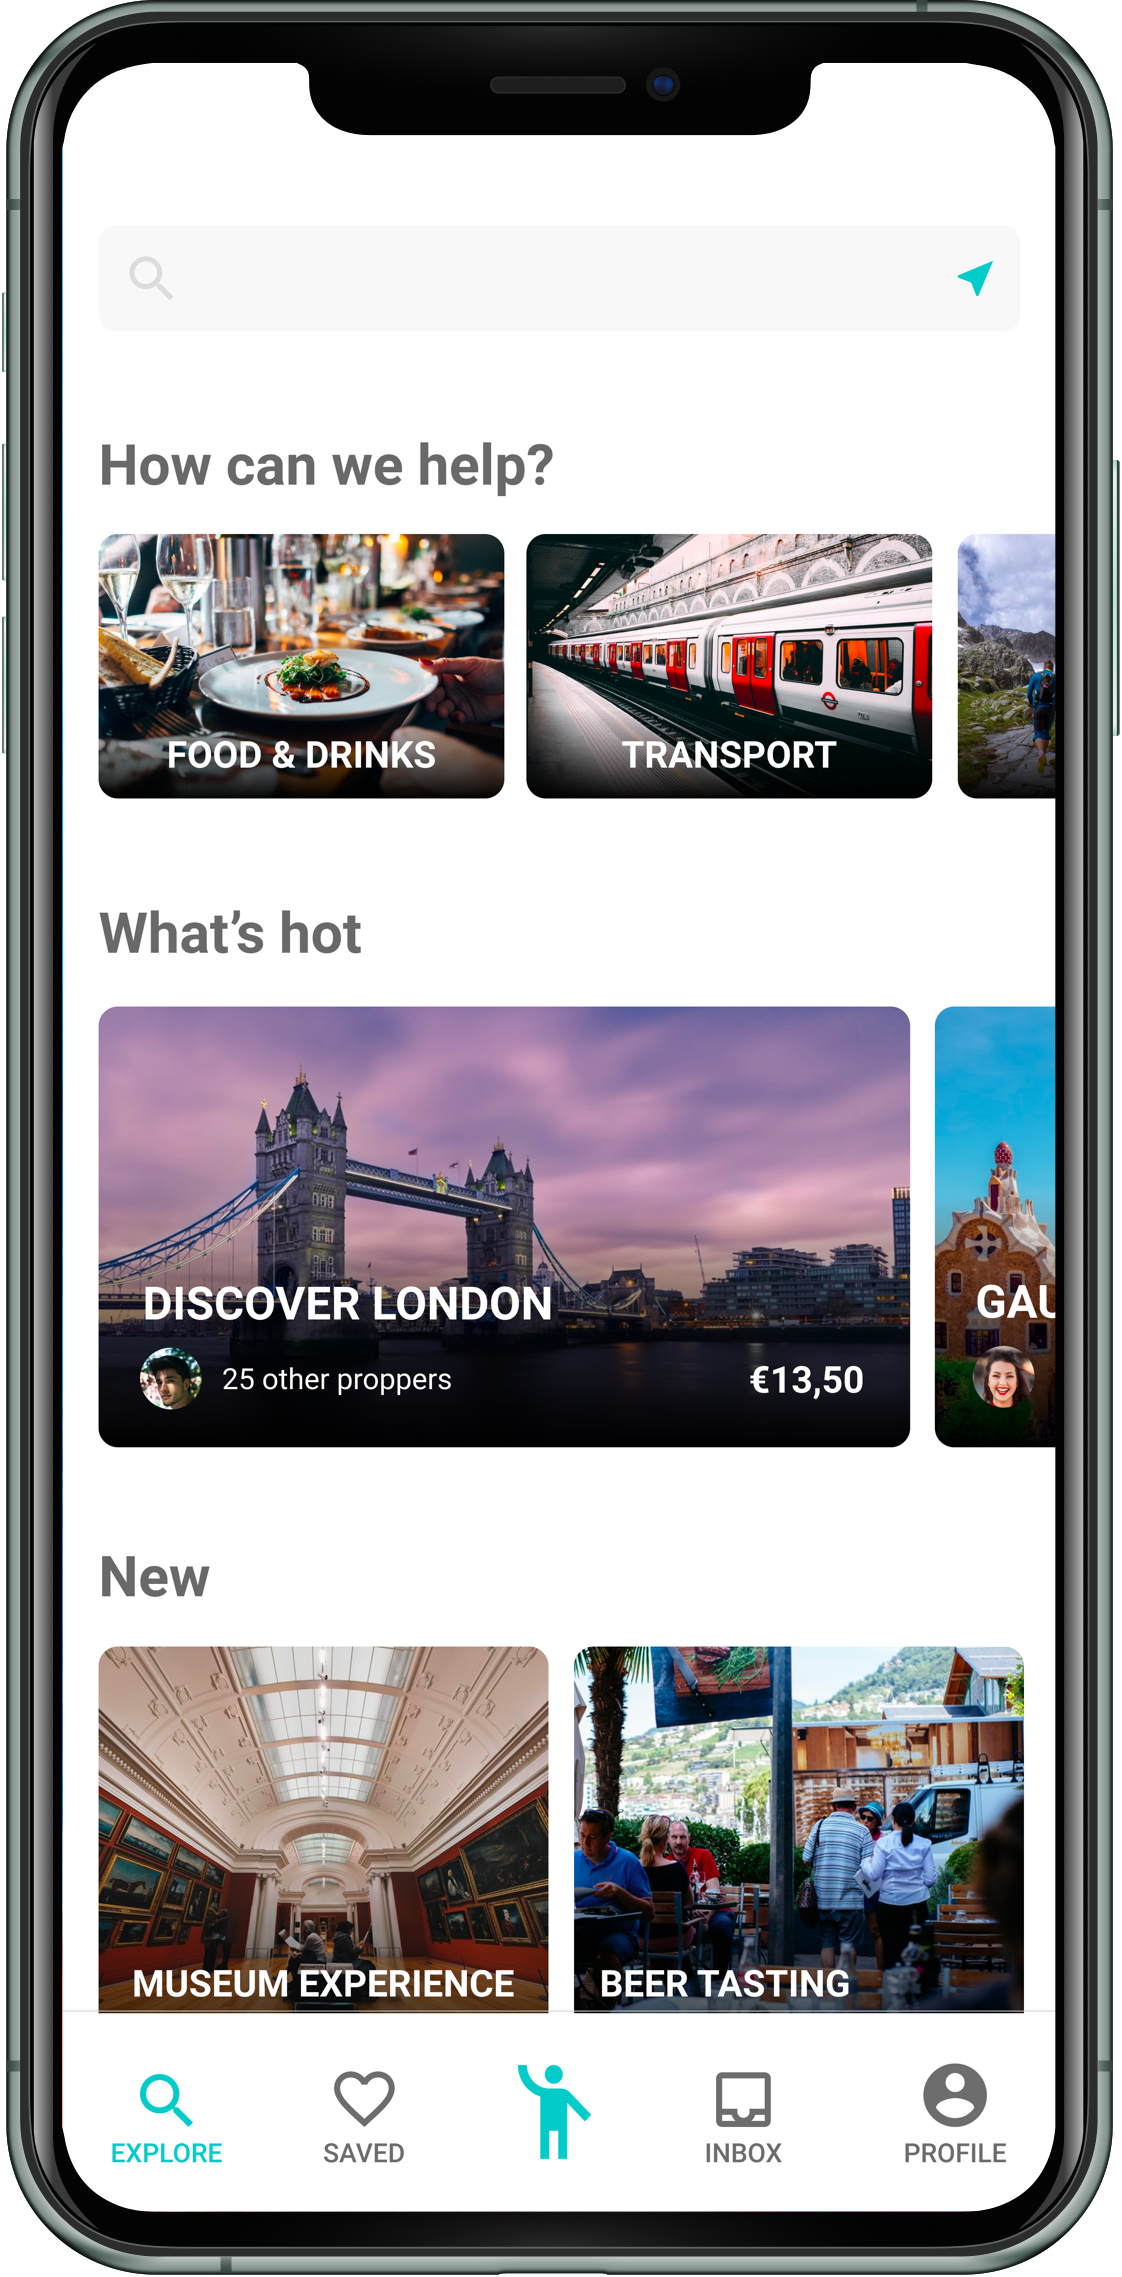 How can we help?
FOOD & DRINKS
TRANSPORT
What’s hot
DISCOVER LONDON
25 other proppers
€13,50
GAU
New
MUSEUM EXPERIENCE
BEER TASTING
EXPLORE
SAVED
INBOX
PROFILE